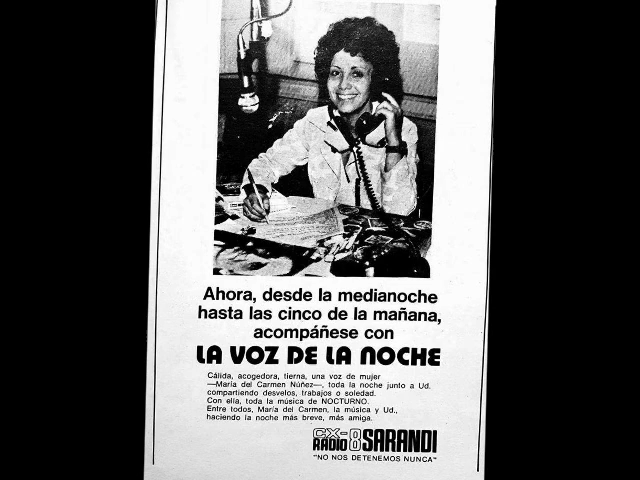 Ahora, desde la medianoche
hasta las cinco de la mañana,
acompáñese con
LA VOZ DE LA NOCHE
Cálida, acogedora, tierna, una voz de mujer
—María del Carmen Núñez—, toda la noche junto a Ud.
compartiendo desvelos, trabajos o soledad.
Con ella, toda la música de NOCTURNO.
Entre todos, María del Carmen, la música y Ud.,
haciendo la noche más breve, más amiga.
CX-8 RADIO SARANDI
"NO NOS DETENEMOS NUNCA"